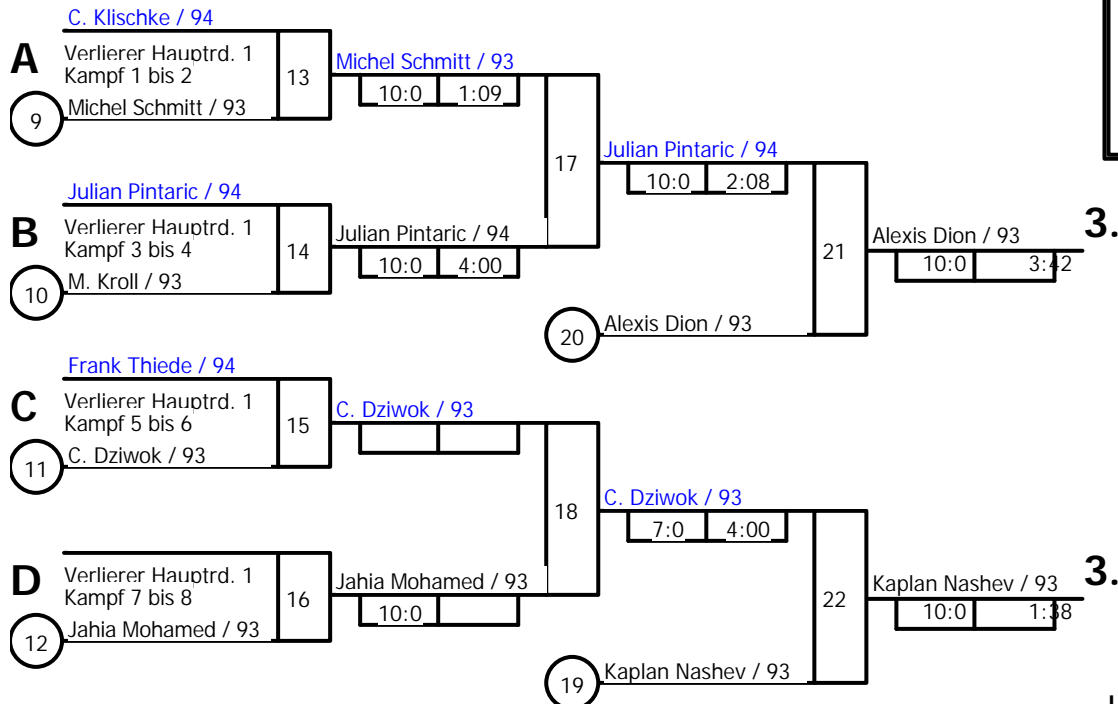 C. Klischke / 94
A
Verlierer Hauptrd. 1
Kampf 1 bis 2
13
9
Michel Schmitt / 93
Michel Schmitt / 93
10:0 1:09
17
Julian Pintaric / 94
B
Verlierer Hauptrd. 1
Kampf 3 bis 4
14
10
M. Kroll / 93
Julian Pintaric / 94
10:0 4:00
Julian Pintaric / 94
10:0 2:08
21
20
Alexis Dion / 93
Alexis Dion / 93
10:0 3:42
3.
Frank Thiede / 94
C
Verlierer Hauptrd. 1
Kampf 5 bis 6
15
11
C. Dziwok / 93
C. Dziwok / 93
18
D
Verlierer Hauptrd. 1
Kampf 7 bis 8
16
12
Jahia Mohamed / 93
Jahia Mohamed / 93
10:0
C. Dziwok / 93
7:0 4:00
22
19
Kaplan Nashev / 93
Kaplan Nashev / 93
10:0 1:38
3.